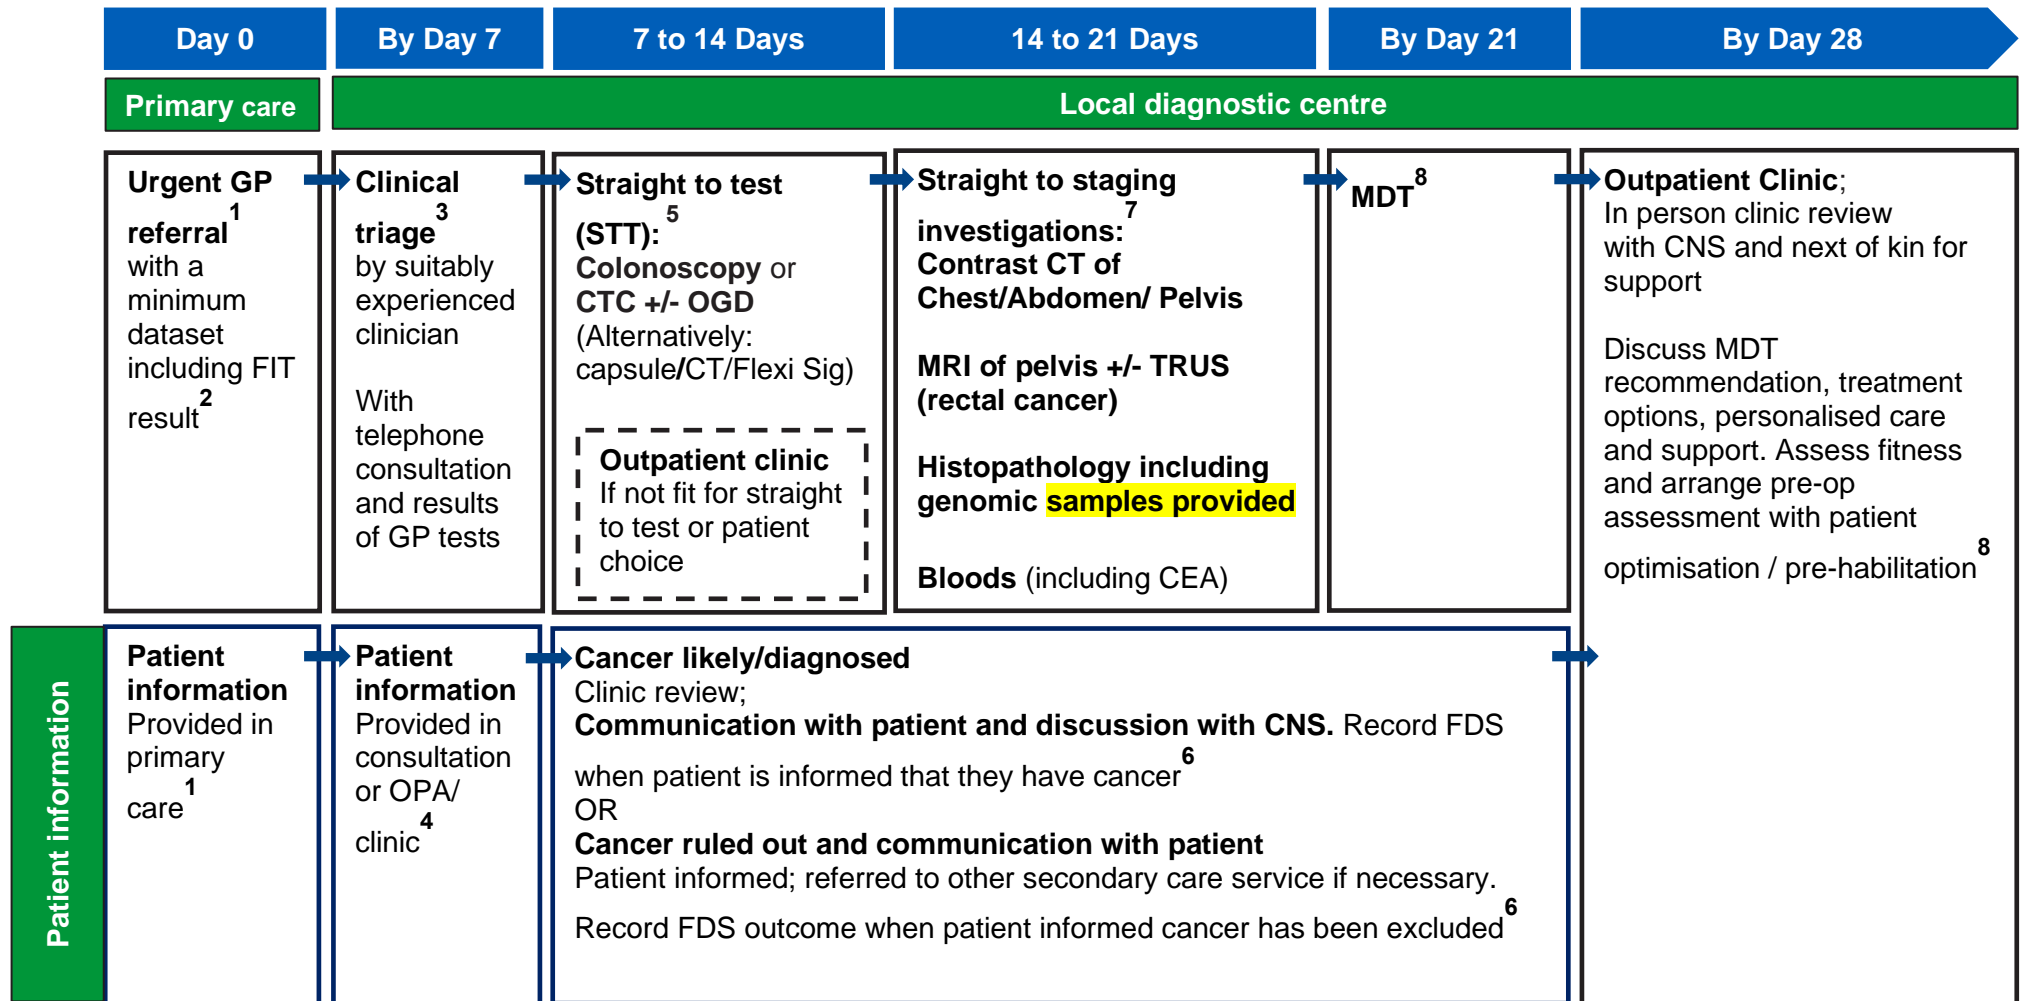 Day 0
By Day 7
7 to 14 Days
14 to 21 Days
By Day 21
By Day 28
Primary care
Local diagnostic centre
Urgent GP
referral1
with a
minimum
dataset
including FIT
result2
Clinical
triage3
by suitably
experienced
clinician
With
telephone
consultation
and results
of GP tests
Straight to test
(STT):5
Colonoscopy or
CTC +/- OGD
(Alternatively:
capsule/CT/Flexi Sig)
Outpatient clinic
If not fit for straight
to test or patient
choice
Straight to staging
investigations:7
Contrast CT of
Chest/Abdomen/ Pelvis
MRI of pelvis +/- TRUS
(rectal cancer)
Histopathology including
genomic samples provided
Bloods (including CEA)
MDT8
Outpatient Clinic;
In person clinic review
with CNS and next of kin for
support
Discuss MDT
recommendation, treatment
options, personalised care
and support. Assess fitness
and arrange pre-op
assessment with patient
optimisation / pre-habilitation8
Patient information
Patient
information
Provided in
primary
care1
Patient
information
Provided in
consultation
or OPA/
clinic4
Cancer likely/diagnosed
Clinic review;
Communication with patient and discussion with CNS. Record FDS
when patient is informed that they have cancer6
OR
Cancer ruled out and communication with patient
Patient informed; referred to other secondary care service if necessary.
Record FDS outcome when patient informed cancer has been excluded6